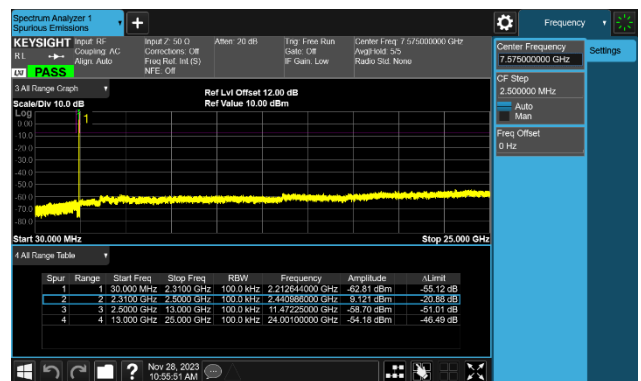 Spectrum Analyzer 1
Spurious Emissions
+
Frequency
KEYSIGHT Input: RF
R L
Coupling: AC
Align: Auto
LXI PASS
Input Z: 50 Ω
Corrections: Off
Freq Ref: Int (S)
NFE: Off
Atten: 20 dB
Trig: Free Run
Gate: Off
IF Gain: Low
Center Freq: 7.575000000 GHz
Avg|Hold: 5/5
Radio Std: None
Center Frequency
7.575000000 GHz
Settings
CF Step
2.500000 MHz
Auto
Man
Freq Offset
0 Hz
3 All Range Graph
Scale/Div 10.0 dB
Ref Lvl Offset 12.00 dB
Ref Value 10.00 dBm
Log
1
0.00
-10.0
-20.0
-30.0
-40.0
-50.0
-60.0
-70.0
-80.0
Start 30.000 MHz
Stop 25.000 GHz
4 All Range Table
Spur Range Start Freq Stop Freq RBW Frequency Amplitude ΔLimit
1 1 30.000 MHz 2.3100 GHz 100.0 kHz 2.212644000 GHz -62.81 dBm -55.12 dB
2 2 2.3100 GHz 2.5000 GHz 100.0 kHz 2.440986000 GHz 9.121 dBm -20.88 dB
3 3 2.5000 GHz 13.000 GHz 100.0 kHz 11.47225000 GHz -58.70 dBm -51.01 dB
4 4 13.000 GHz 25.000 GHz 100.0 kHz 24.00100000 GHz -54.18 dBm -46.49 dB
?
Nov 28, 2023
10:55:51 AM